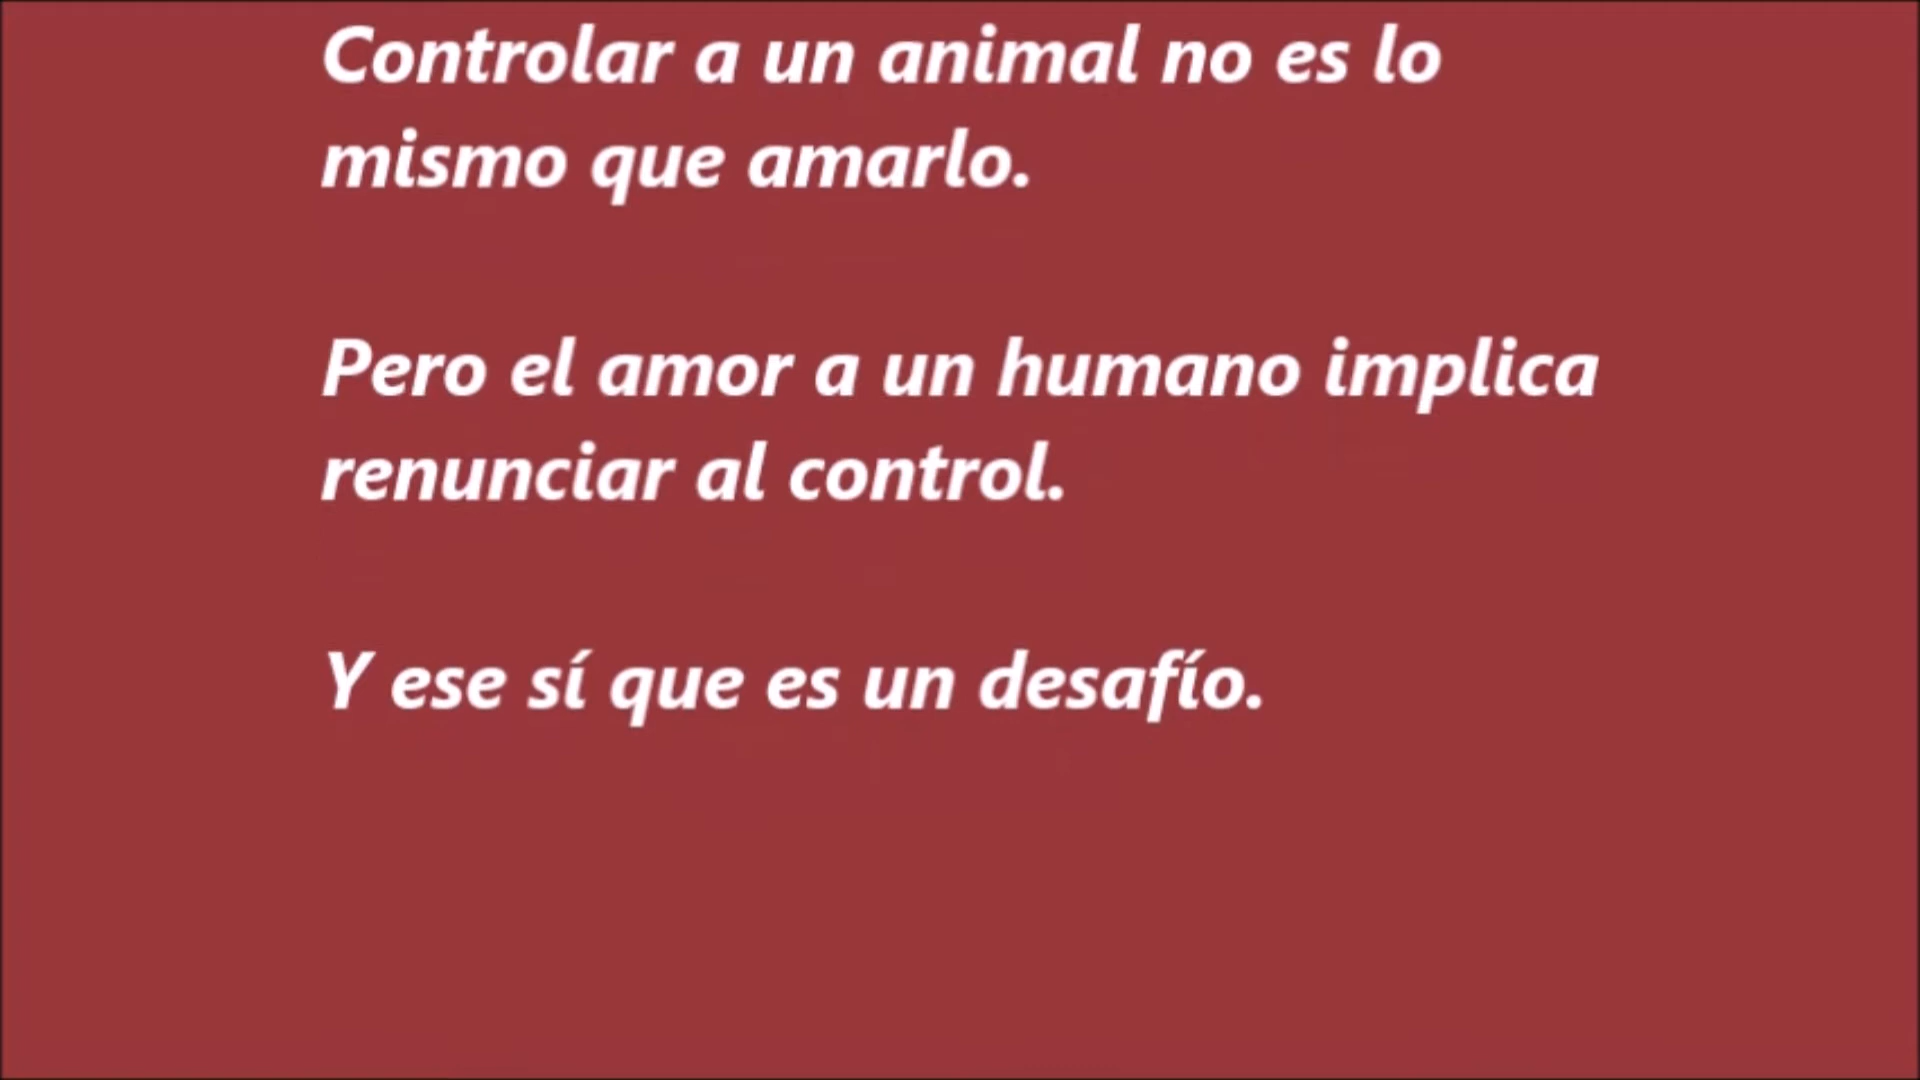 Controlar a un animal no es lo
mismo que amarlo.
Pero el amor a un humano implica
renunciar al control.
Y ese sí que es un desafío.